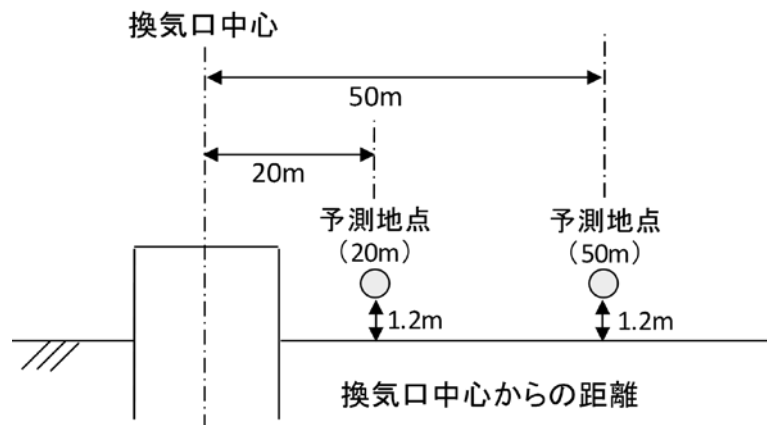 換気口中心
50m
20m
予測地点
（20m）
予測地点
（50m）
1.2m
1.2m
換気口中心からの距離